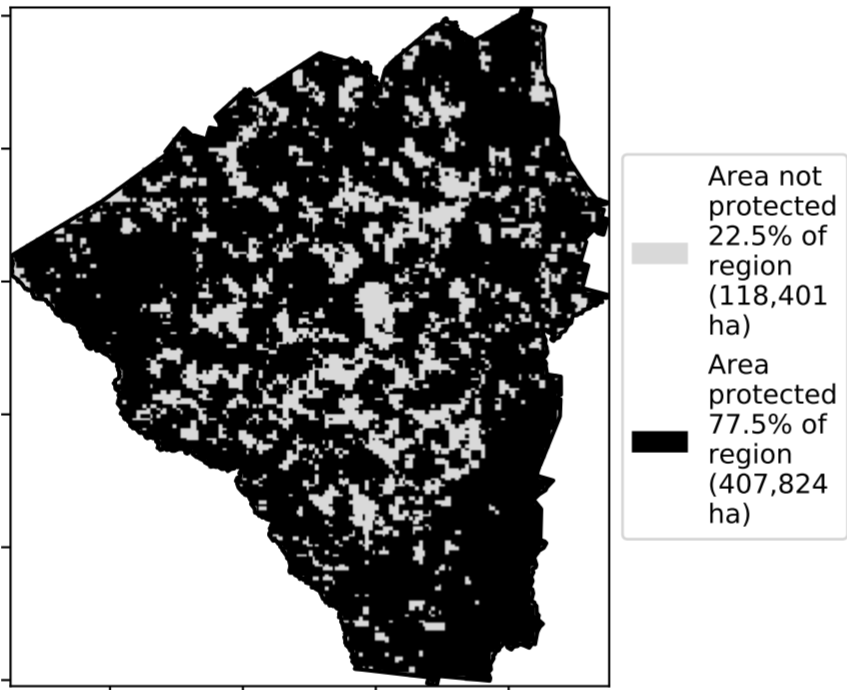 Area not
protected
22.5% of
region
(118,401
ha)
Area
protected
77.5% of
region
(407,824
ha)